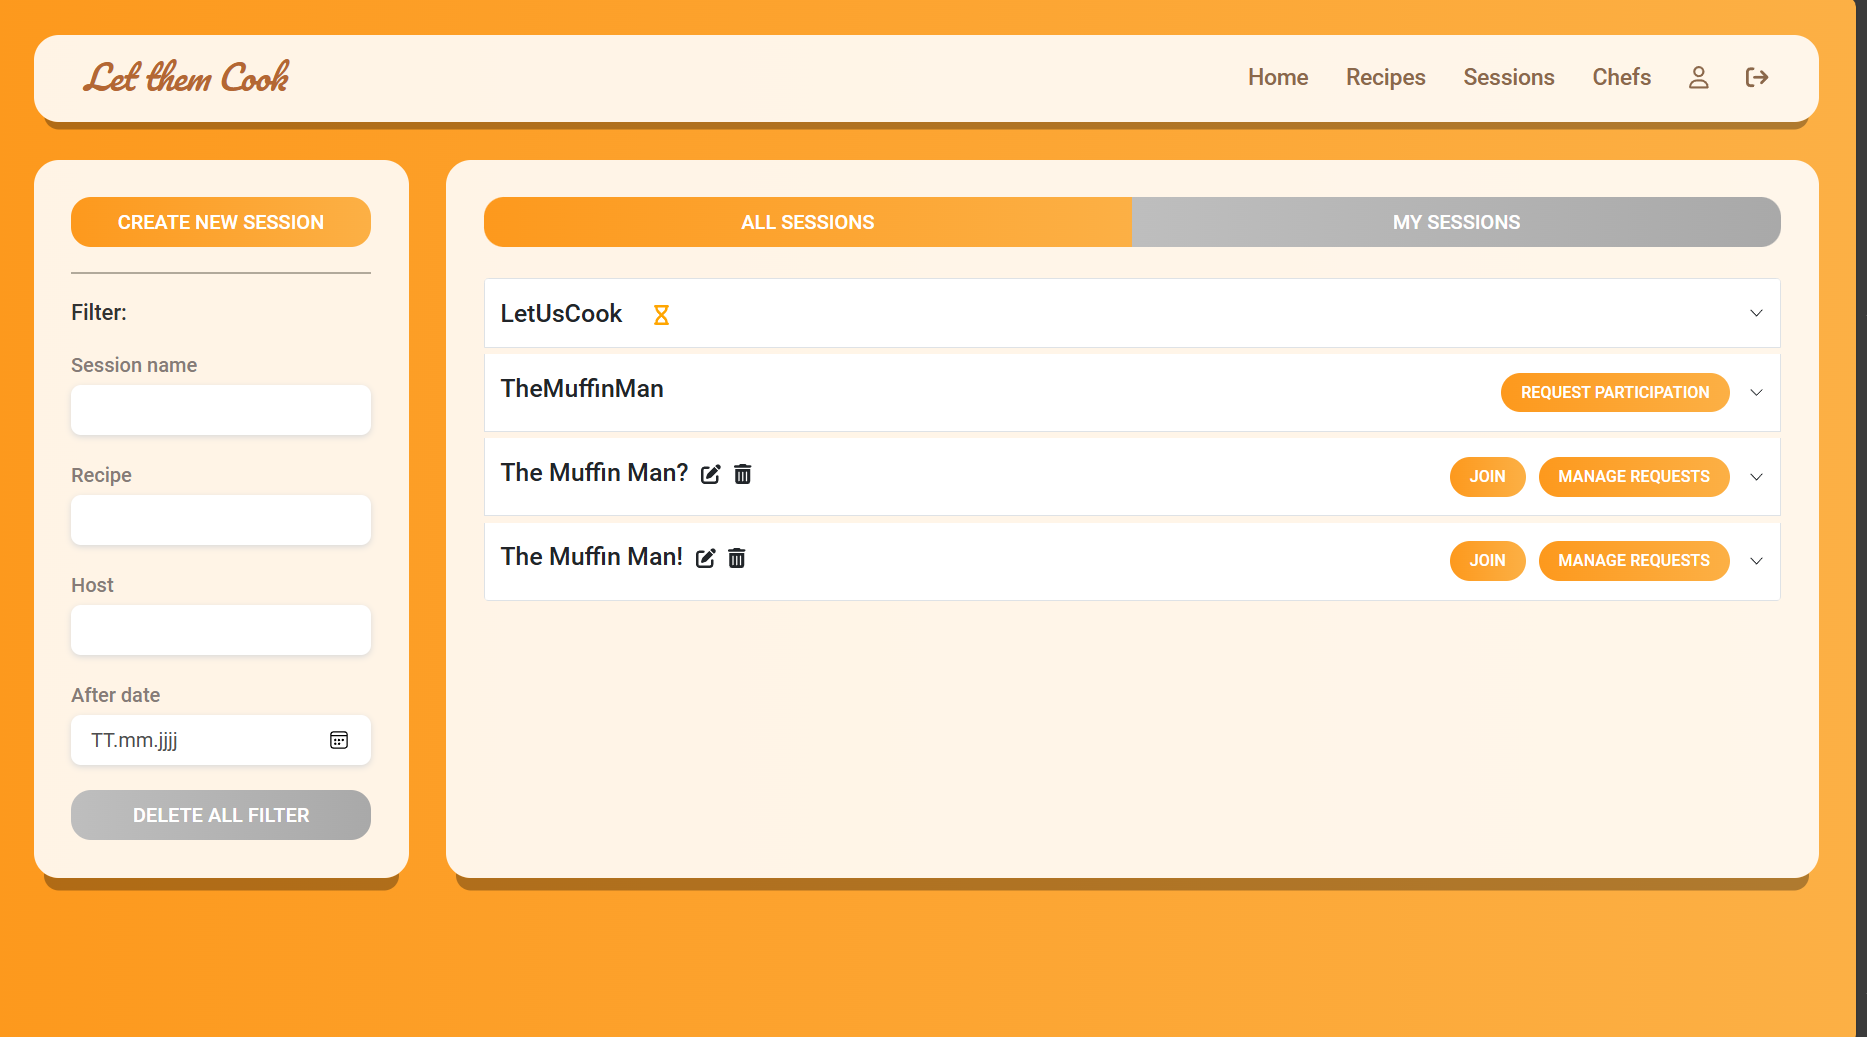 Let them Cook
Home Recipes Sessions Chefs
CREATE NEW SESSION
Filter:
Session name
Recipe
Host
After date
TT.mm.jjjj
DELETE ALL FILTER
ALL SESSIONS MY SESSIONS
LetUsCook
TheMuffinMan REQUEST PARTICIPATION
The Muffin Man? JOIN MANAGE REQUESTS
The Muffin Man! JOIN MANAGE REQUESTS